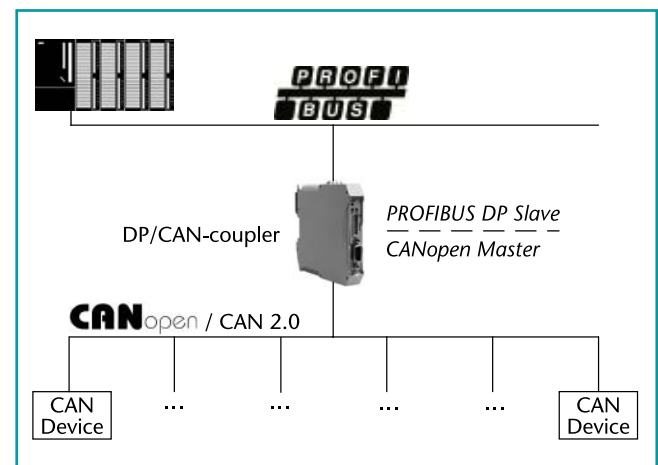 PROFI
BUS
DP/CAN-coupler
PROFIBUS DP Slave
CANopen Master
CANopen / CAN 2.0
CAN
Device
...
...
...
...
CAN
Device